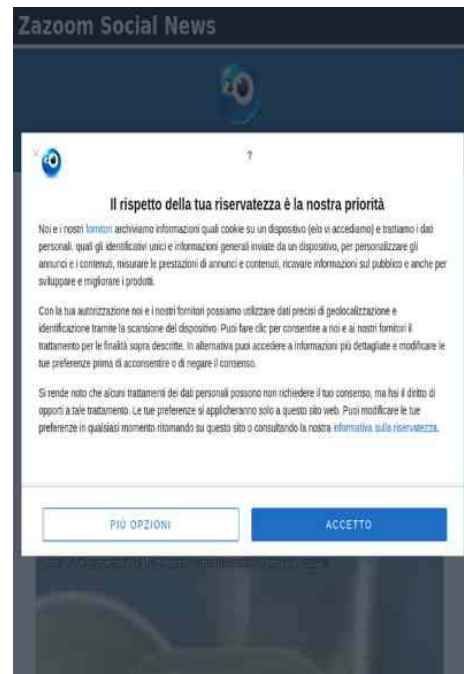 Zazoom Social News
×
?
Il rispetto della tua riservatezza è la nostra priorità
Noi e i nostri fornitori archiviamo informazioni quali cookie su un dispositivo (e/o vi accediamo) e trattiamo i dati
personali, quali gli identificativi unici e informazioni generali inviate da un dispositivo, per personalizzare gli
annunci e i contenuti, misurare le prestazioni di annunci e contenuti, ricavare informazioni sul pubblico e anche per
sviluppare e migliorare i prodotti.
Con la tua autorizzazione noi e i nostri fornitori possiamo utilizzare dati precisi di geolocalizzazione e
identificazione tramite la scansione del dispositivo. Puoi fare clic per consentire a noi e ai nostri fornitori il
trattamento per le finalità sopra descritte. In alternativa puoi accedere a informazioni più dettagliate e modificare le
tue preferenze prima di acconsentire o di negare il consenso.
Si rende noto che alcuni trattamenti dei dati personali possono non richiedere il tuo consenso, ma hai il diritto di
opporti a tale trattamento. Le tue preferenze si applicheranno solo a questo sito web. Puoi modificare le tue
preferenze in qualsiasi momento ritornando su questo sito o consultando la nostra informativa sulla riservatezza.
PIÙ OPZIONI
ACCETTO